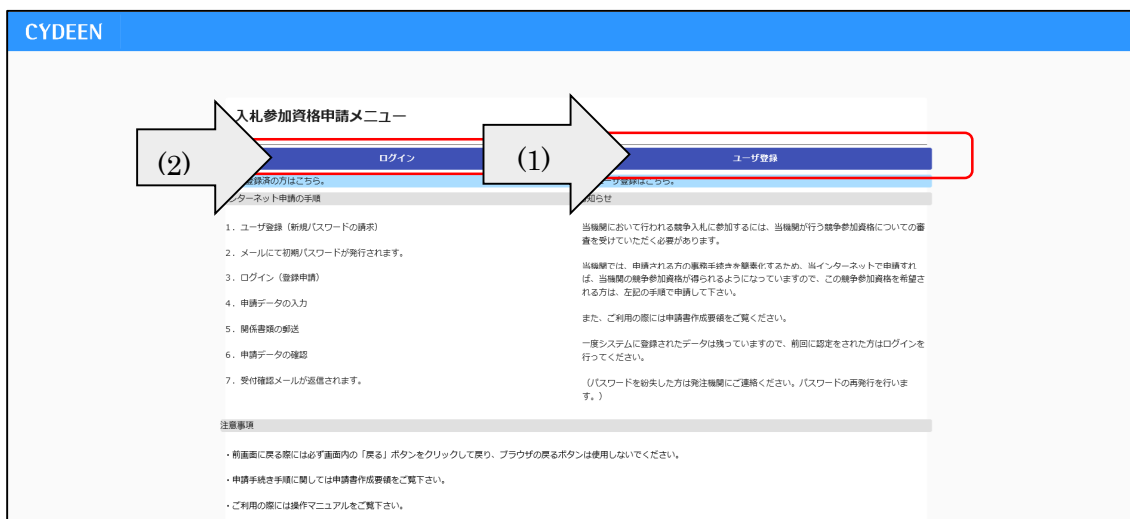 CYDEEN
入札参加資格申請メニュー
(2)
ログイン
(1)
ユーザ登録
登録済の方はこちら。
ーザ登録はこちら。
ンターネット申請の手順
知らせ
1．ユーザ登録（新規パスワードの請求）
2．メールにて初期パスワードが発行されます。
3．ログイン（登録申請）
4．申請データの入力
5．関係書類の郵送
6．申請データの確認
7．受付確認メールが返信されます。
当機関において行われる競争入札に参加するには、当機関が行う競争参加資格についての審
査を受けていただく必要があります。
当機関では、申請される方の事務手続きを簡素化するため、当インターネットで申請すれ
ば、当機関の競争参加資格が得られるようになっていますので、この競争参加資格を希望さ
れる方は、左記の手順で申請して下さい。
また、ご利用の際には申請書作成要領をご覧ください。
一度システムに登録されたデータは残っていますので、前回に認定をされた方はログインを
行ってください。
（パスワードを紛失した方は発注機関にご連絡ください。パスワードの再発行を行いま
す。）
注意事項
・前画面に戻る際には必ず画面内の「戻る」ボタンをクリックして戻り、ブラウザの戻るボタンは使用しないでください。
・申請手続き手順に関しては申請書作成要領をご覧下さい。
・ご利用の際には操作マニュアルをご覧下さい。